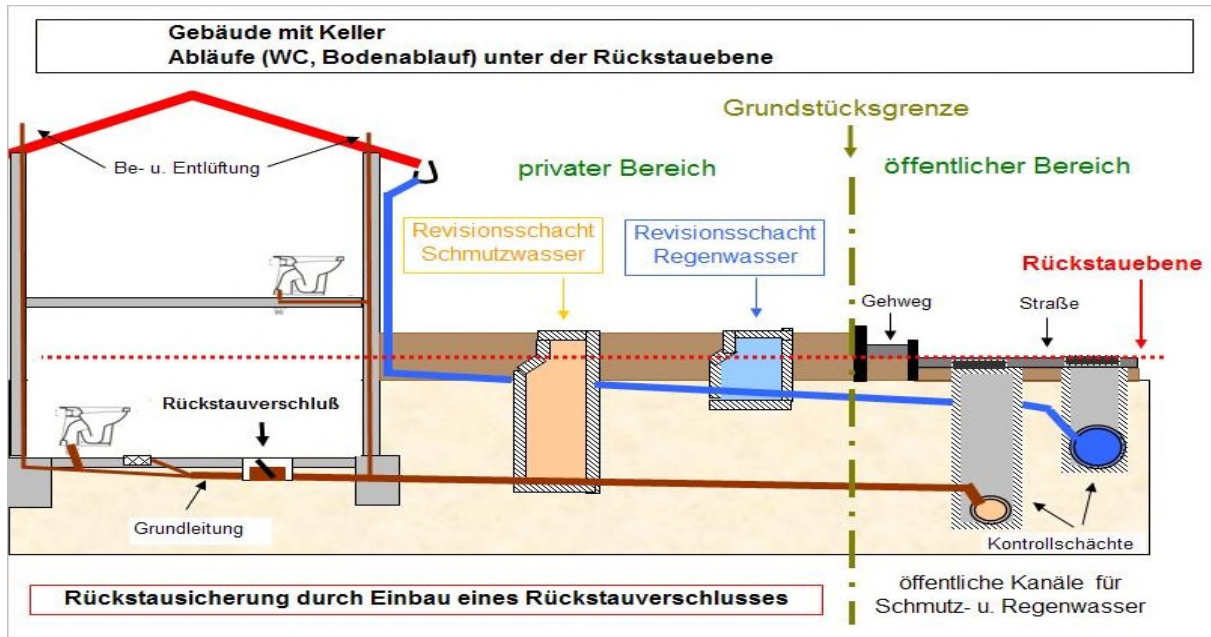 Gebäude mit Keller
Abläufe (WC, Bodenablauf) unter der Rückstauebene
Grundstücksgrenze
Be- u. Entlüftung
privater Bereich
öffentlicher Bereich
Revisionsschacht
Schmutzwasser
Revisionsschacht
Regenwasser
Rückstauebene
Gehweg
Straße
Rückstauverschluß
Grundleitung
Kontrollschächte
Rückstausicherung durch Einbau eines Rückstauverschlusses
öffentliche Kanäle für
Schmutz- u. Regenwasser